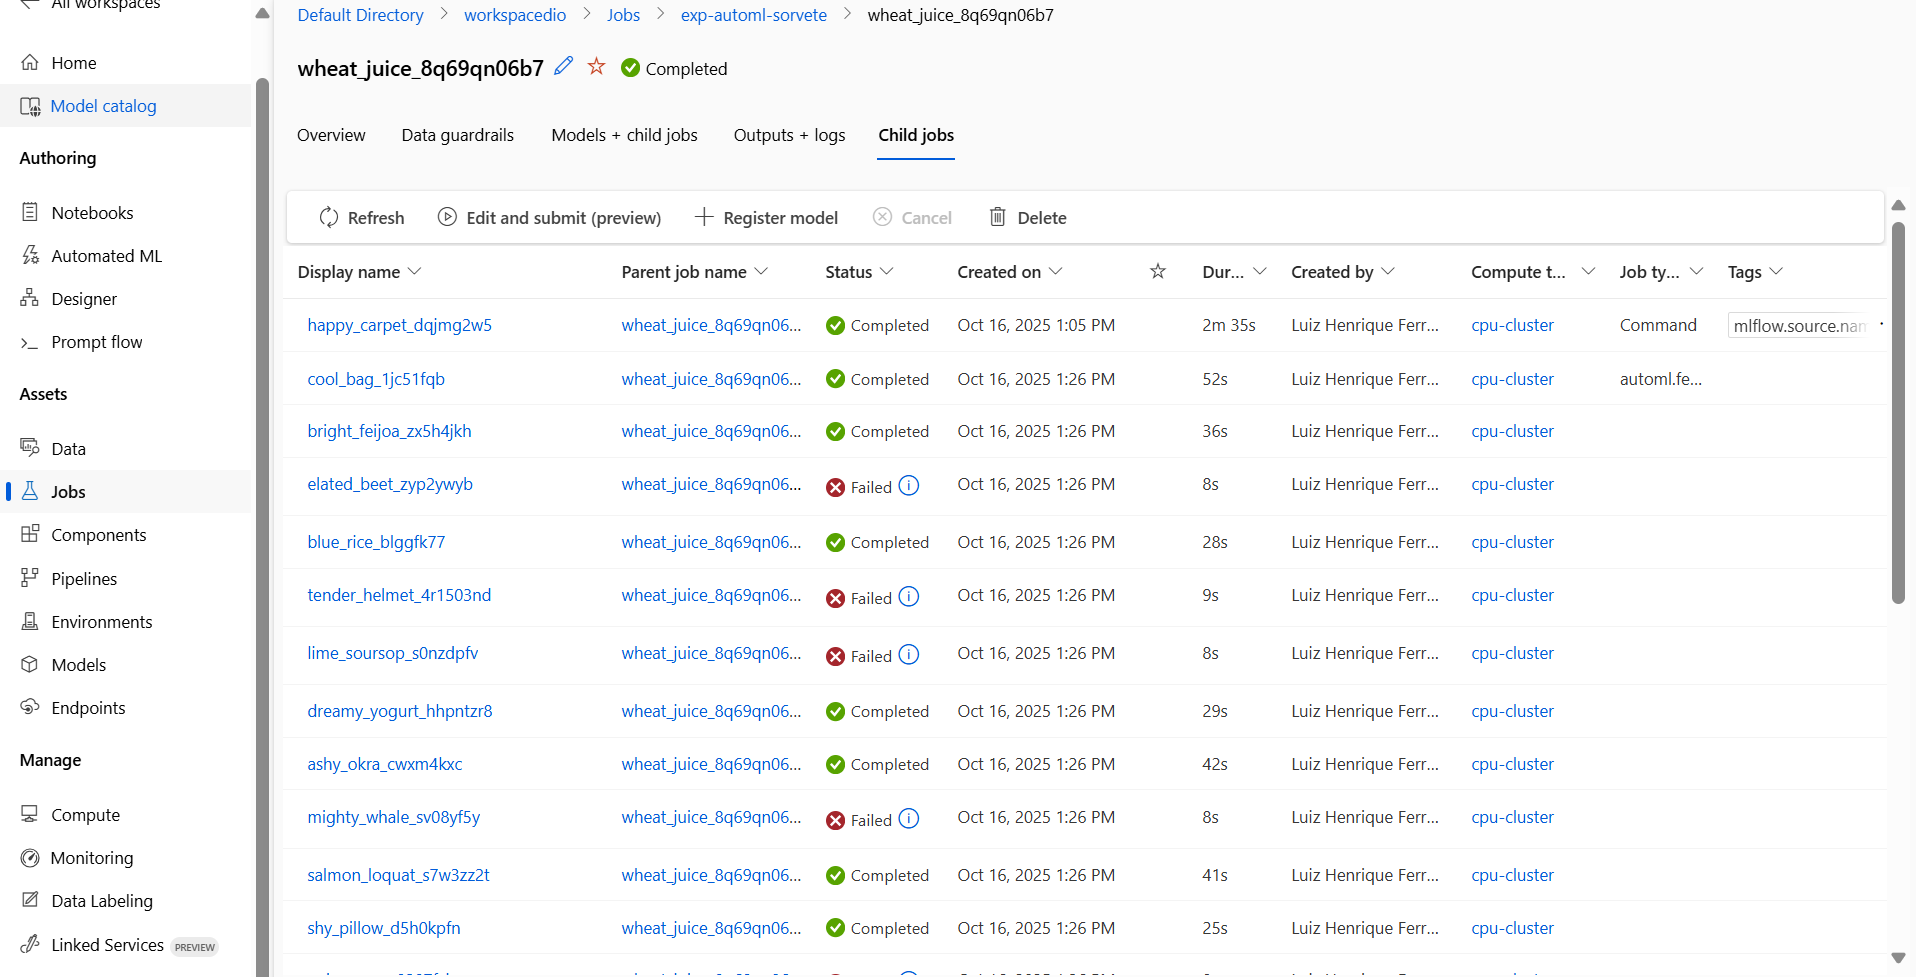 All workspaces
Home
Model catalog
Authoring
Notebooks
Automated ML
Designer
Prompt flow
Assets
Data
Jobs
Components
Pipelines
Environments
Models
Endpoints
Manage
Compute
Monitoring
Data Labeling
Linked Services PREVIEW
Default Directory > workspacedio > Jobs > exp-automl-sorvete > wheat_juice_8q69qn06b7
wheat_juice_8q69qn06b7 Completed
Overview Data guardrails Models + child jobs Outputs + logs Child jobs
Refresh Edit and submit (preview) Register model Cancel Delete
Display name Parent job name Status Created on Dur... Created by Compute t... Job ty... Tags
happy_carpet_dqjmg2w5 wheat_juice_8q69qn06... Completed Oct 16, 2025 1:05 PM 2m 35s Luiz Henrique Ferr... cpu-cluster Command mlflow.source.nam
cool_bag_1jc51fqb wheat_juice_8q69qn06... Completed Oct 16, 2025 1:26 PM 52s Luiz Henrique Ferr... cpu-cluster automl.fe...
bright_feijoa_zx5h4jkh wheat_juice_8q69qn06... Completed Oct 16, 2025 1:26 PM 36s Luiz Henrique Ferr... cpu-cluster
elated_beet_zyp2ywyb wheat_juice_8q69qn06... Failed Oct 16, 2025 1:26 PM 8s Luiz Henrique Ferr... cpu-cluster
blue_rice_blggfk77 wheat_juice_8q69qn06... Completed Oct 16, 2025 1:26 PM 28s Luiz Henrique Ferr... cpu-cluster
tender_helmet_4r1503nd wheat_juice_8q69qn06... Failed Oct 16, 2025 1:26 PM 9s Luiz Henrique Ferr... cpu-cluster
lime_soursop_s0nzdpfv wheat_juice_8q69qn06... Failed Oct 16, 2025 1:26 PM 8s Luiz Henrique Ferr... cpu-cluster
dreamy_yogurt_hhpntzr8 wheat_juice_8q69qn06... Completed Oct 16, 2025 1:26 PM 29s Luiz Henrique Ferr... cpu-cluster
ashy_okra_cwxm4kxc wheat_juice_8q69qn06... Completed Oct 16, 2025 1:26 PM 42s Luiz Henrique Ferr... cpu-cluster
mighty_whale_sv08yf5y wheat_juice_8q69qn06... Failed Oct 16, 2025 1:26 PM 8s Luiz Henrique Ferr... cpu-cluster
salmon_loquat_s7w3zz2t wheat_juice_8q69qn06... Completed Oct 16, 2025 1:26 PM 41s Luiz Henrique Ferr... cpu-cluster
shy_pillow_d5h0kpfn wheat_juice_8q69qn06... Completed Oct 16, 2025 1:26 PM 25s Luiz Henrique Ferr... cpu-cluster